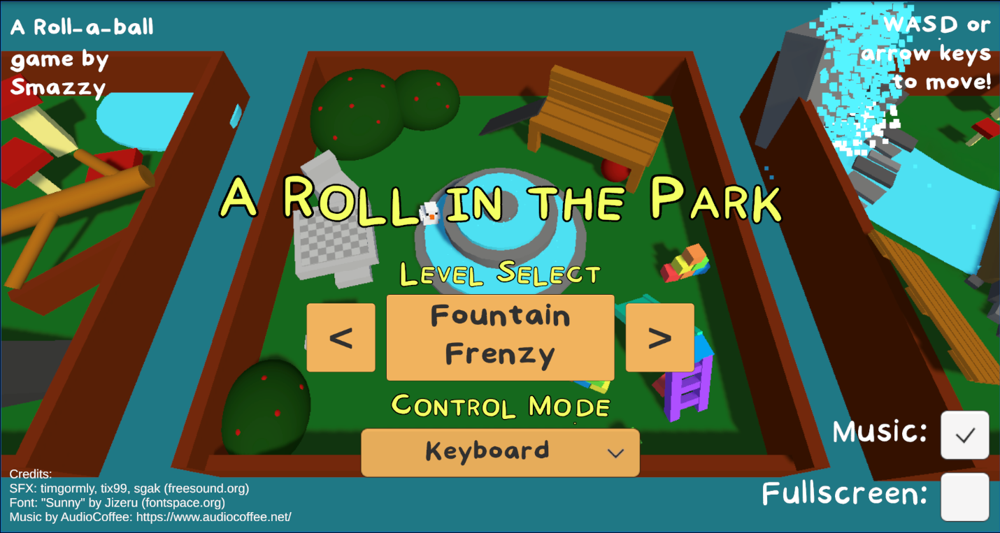 A Roll-a-ball
game by
Smazzy
WASD or
arrow keys
to move!
A Roll in the Park
Level Select
<
Fountain
Frenzy
>
Control Mode
Keyboard
Music:
Fullscreen:
Credits:
SFX: timgormly, tix99, sgak (freesound.org)
Font: "Sunny" by Jizeru (fontspace.org)
Music by AudioCoffee: https://www.audiocoffee.net/